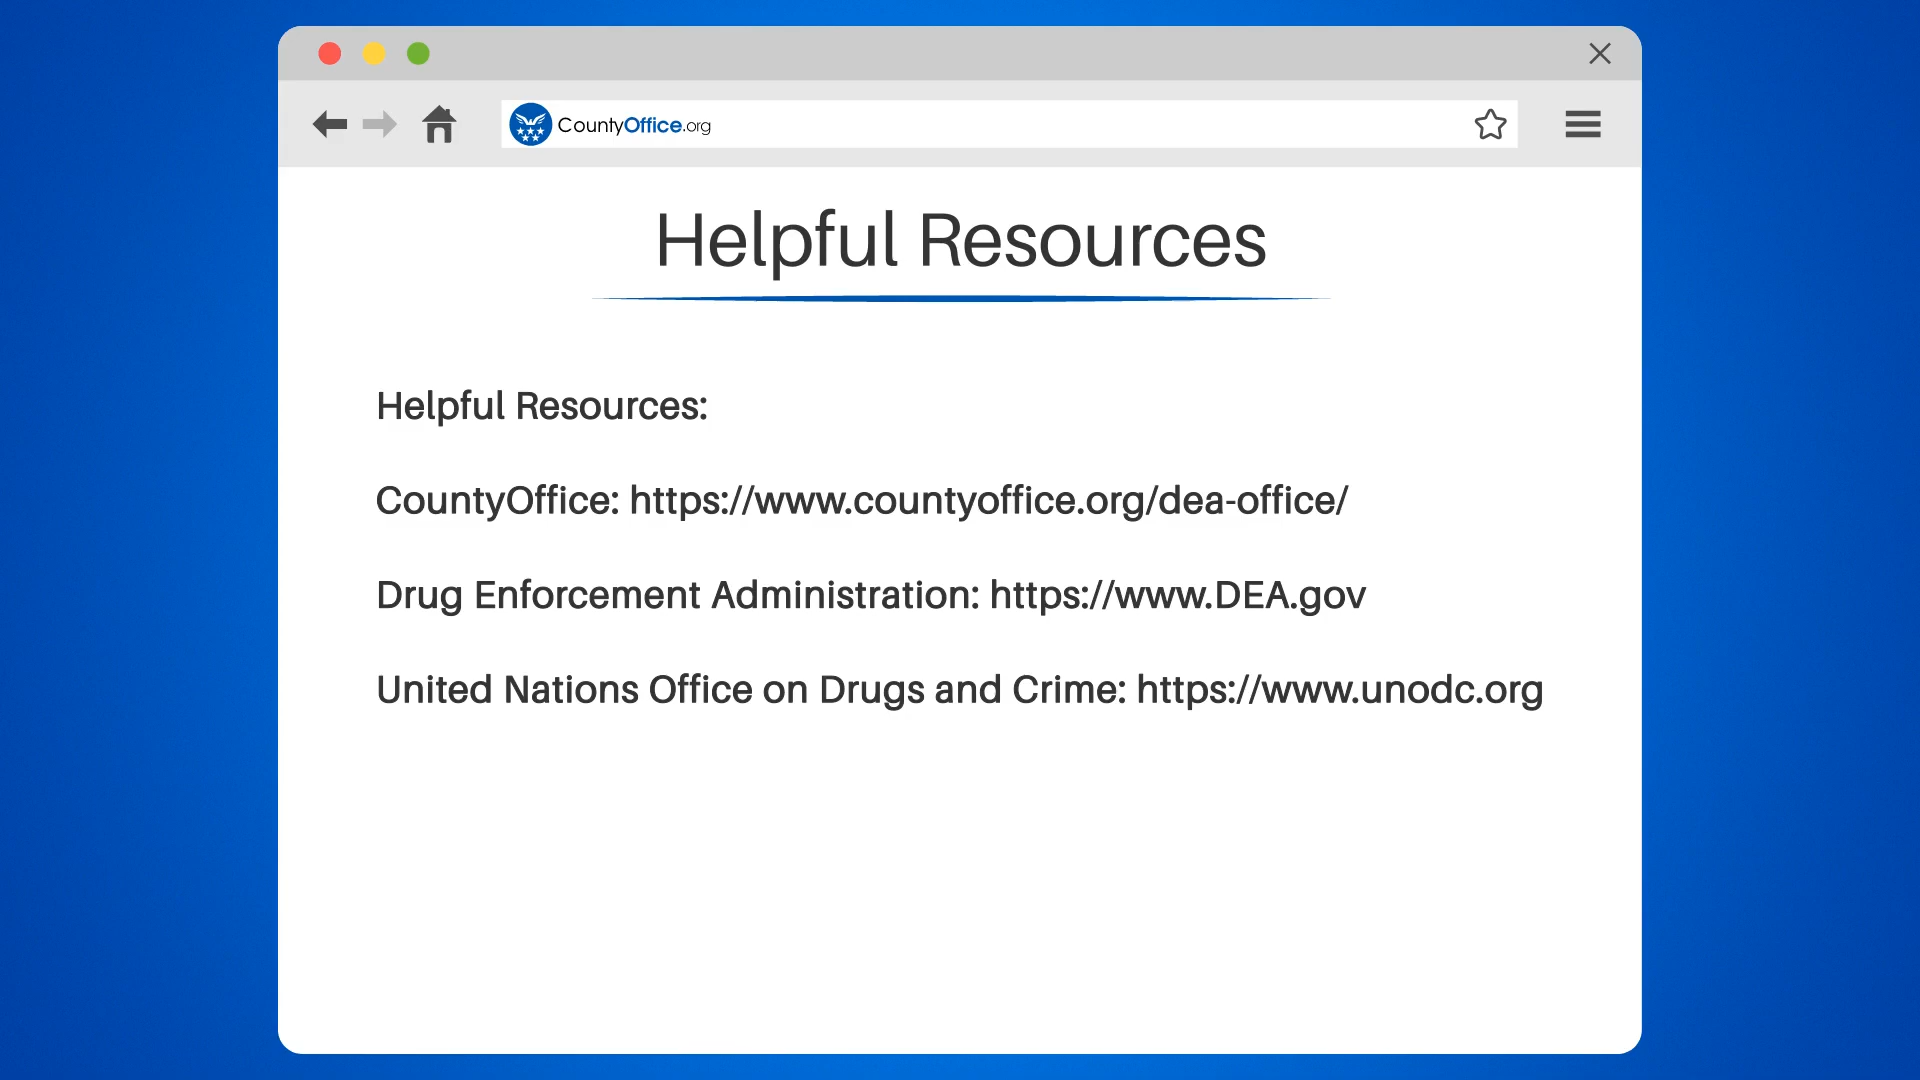 CountyOffice.org
Helpful Resources
Helpful Resources:
CountyOffice: https://www.countyoffice.org/dea-office/
Drug Enforcement Administration: https://www.DEA.gov
United Nations Office on Drugs and Crime: https://www.unodc.org